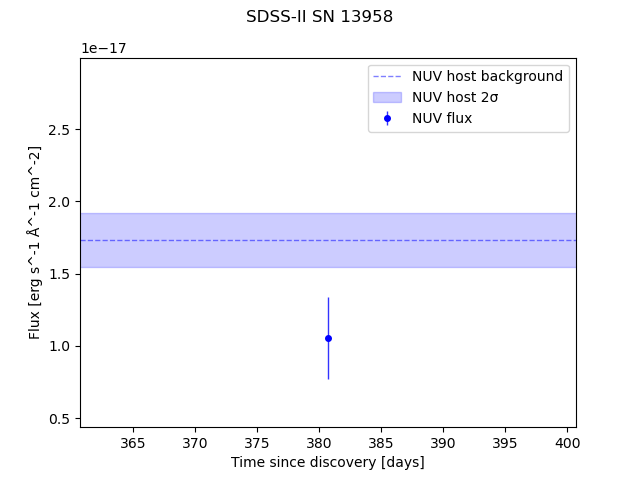 SDSS-II SN 13958
1e−17
NUV host background
NUV host 2σ
NUV flux
2.5
2.0
1.5
1.0
0.5
Flux [erg s^-1 Å^-1 cm^-2]
365 370 375 380 385 390 395 400
Time since discovery [days]